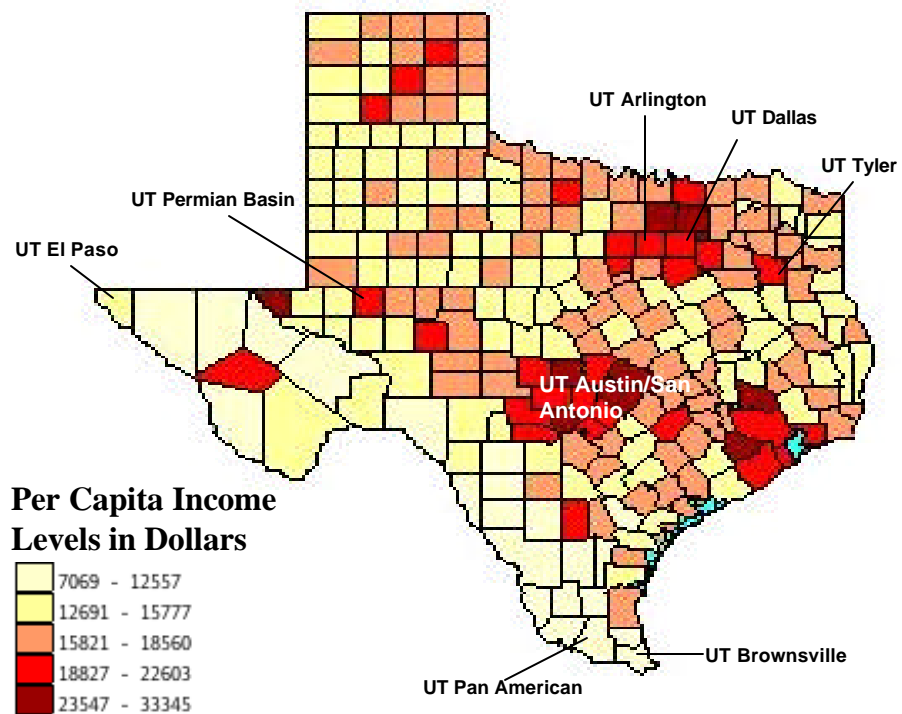 UT Arlington
UT Dallas
UT Tyler
UT Permian Basin
UT El Paso
UT Austin/San
Antonio
Per Capita Income
Levels in Dollars
7069 - 12557
12691 - 15777
15821 - 18560
18827 - 22603
23547 - 33345
UT Brownsville
UT Pan American